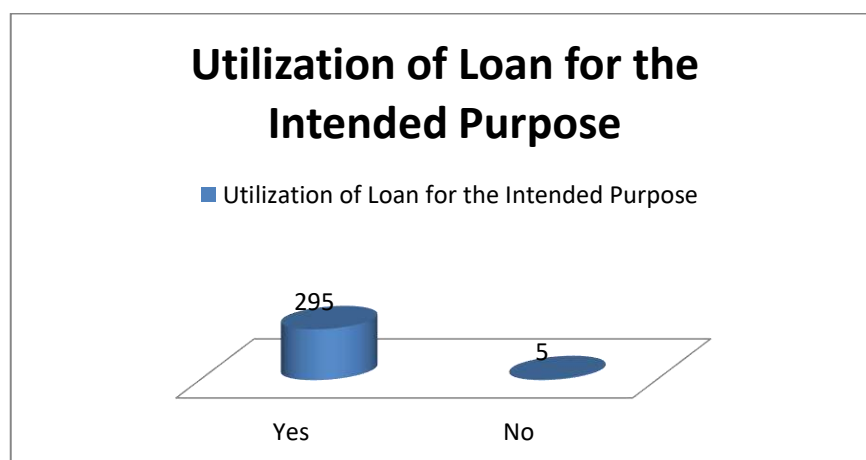 Utilization of Loan for the
Intended Purpose
Utilization of Loan for the Intended Purpose
295
5
Yes No